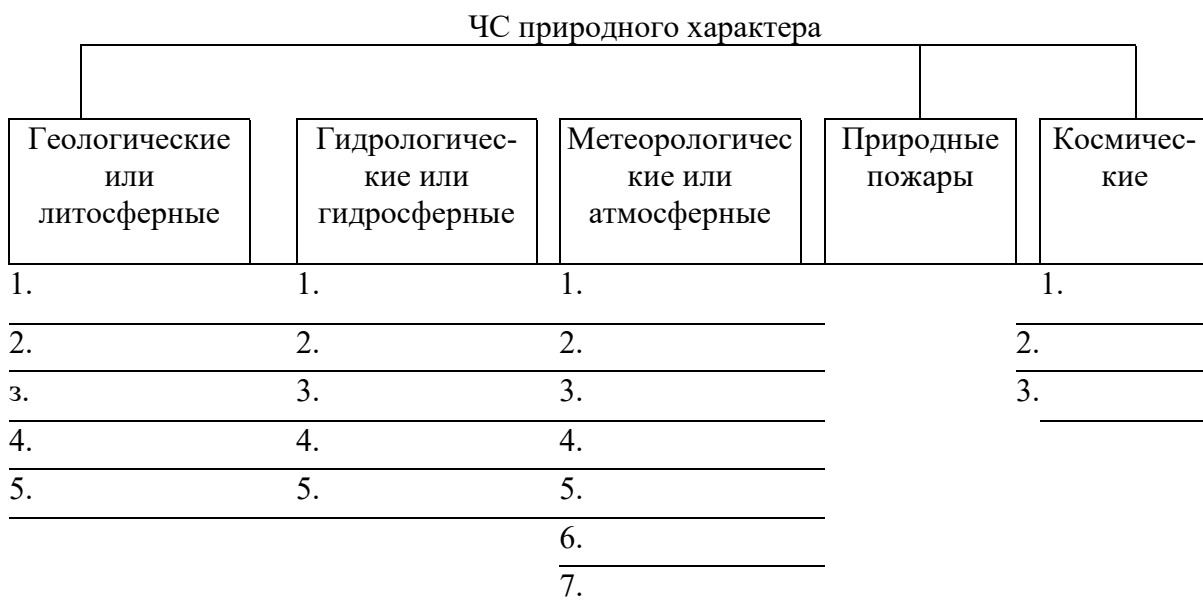 ЧС природного характера
Геологические
или
литосферные
Гидрологичес-
кие или
гидросферные
Метеорологичес
кие или
атмосферные
Природные
пожары
Космичес-
кие
1. 1. 1. 1.
2. 2. 2. 2.
з. 3. 3. 3.
4. 4. 4.
5. 5. 5.
6.
7.